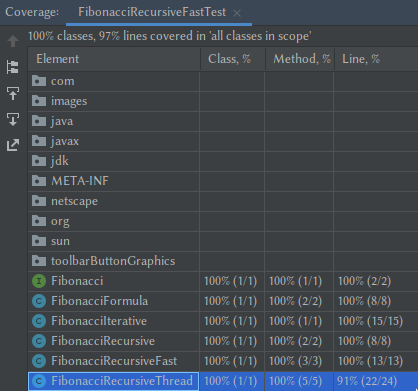 Coverage: FibonacciRecursiveFastTest ×
100% classes, 97% lines covered in 'all classes in scope'
Element Class, % Method, % Line, %
com
images
java
javax
jdk
META-INF
netscape
org
sun
toolbarButtonGraphics
I Fibonacci 100% (1/1) 100% (1/1) 100% (2/2)
C FibonacciFormula 100% (1/1) 100% (2/2) 100% (8/8)
C FibonacciIterative 100% (1/1) 100% (2/2) 100% (15/15)
C FibonacciRecursive 100% (1/1) 100% (2/2) 100% (8/8)
C FibonacciRecursiveFast 100% (1/1) 100% (3/3) 100% (13/13)
C FibonacciRecursiveThread 100% (1/1) 100% (5/5) 91% (22/24)